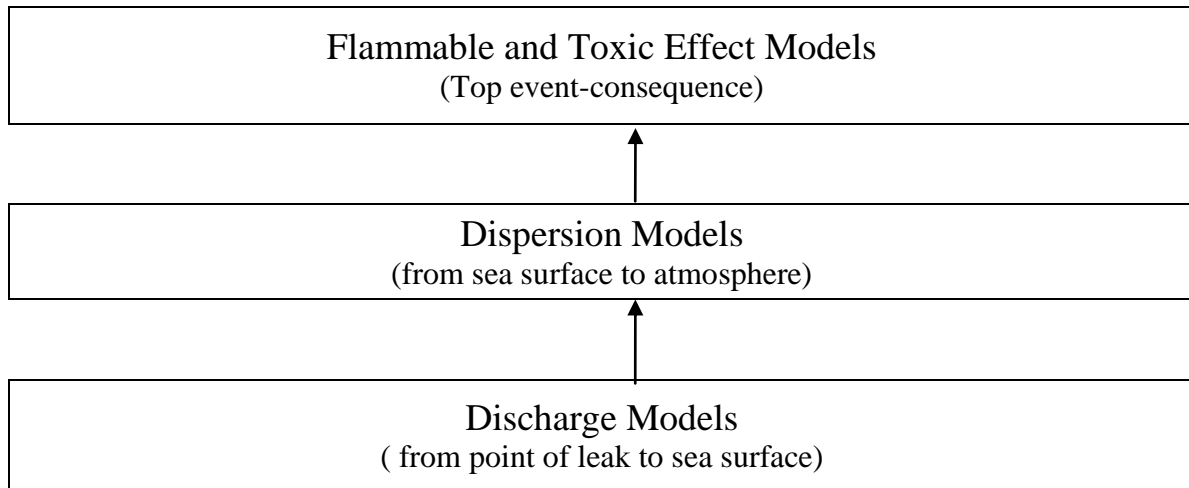 Flammable and Toxic Effect Models
(Top event-consequence)
Dispersion Models
(from sea surface to atmosphere)
Discharge Models
( from point of leak to sea surface)